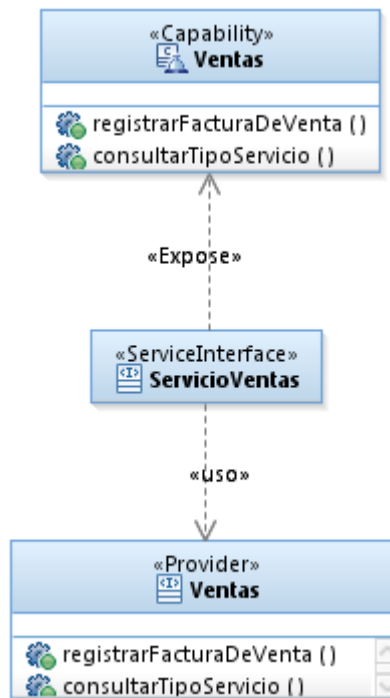 «Capability»
Ventas
registrarFacturaDeVenta ()
consultarTipoServicio ()
«Expose»
«ServiceInterface»
ServicioVentas
«uso»
«Provider»
Ventas
registrarFacturaDeVenta ()
consultarTipoServicio ()